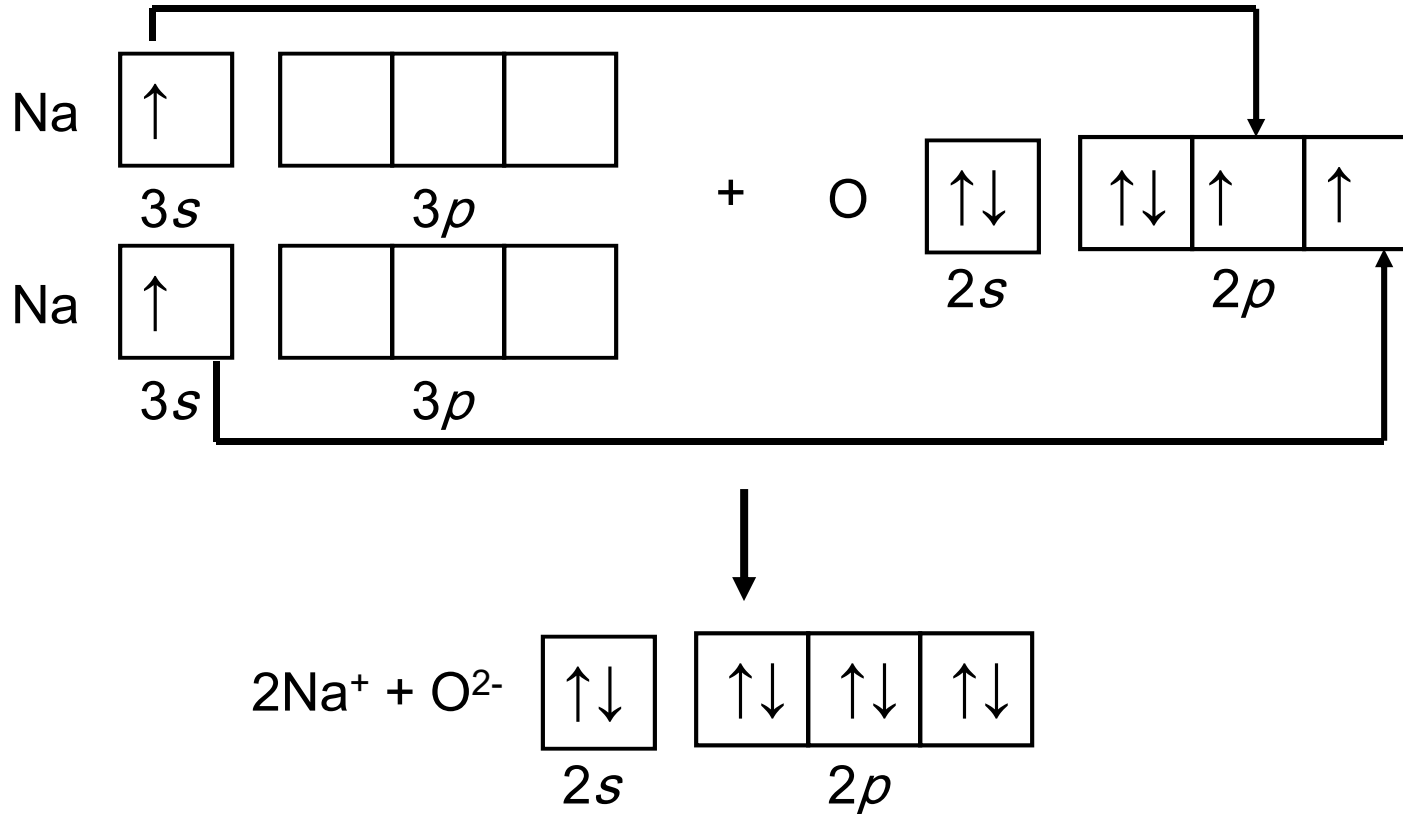 Na ↑
3s 3p
+ O ↑↓ ↑↓ ↑ ↑
2s 2p
Na ↑
3s 3p
2Na⁺ + O²⁻ ↑↓ ↑↓ ↑↓ ↑↓
2s 2p